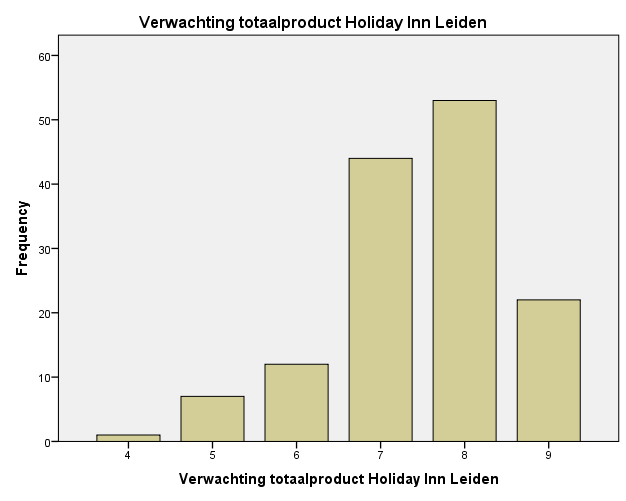 Verwachting totaalproduct Holiday Inn Leiden
60
50
40
30
20
10
0
Frequency
4 5 6 7 8 9
Verwachting totaalproduct Holiday Inn Leiden